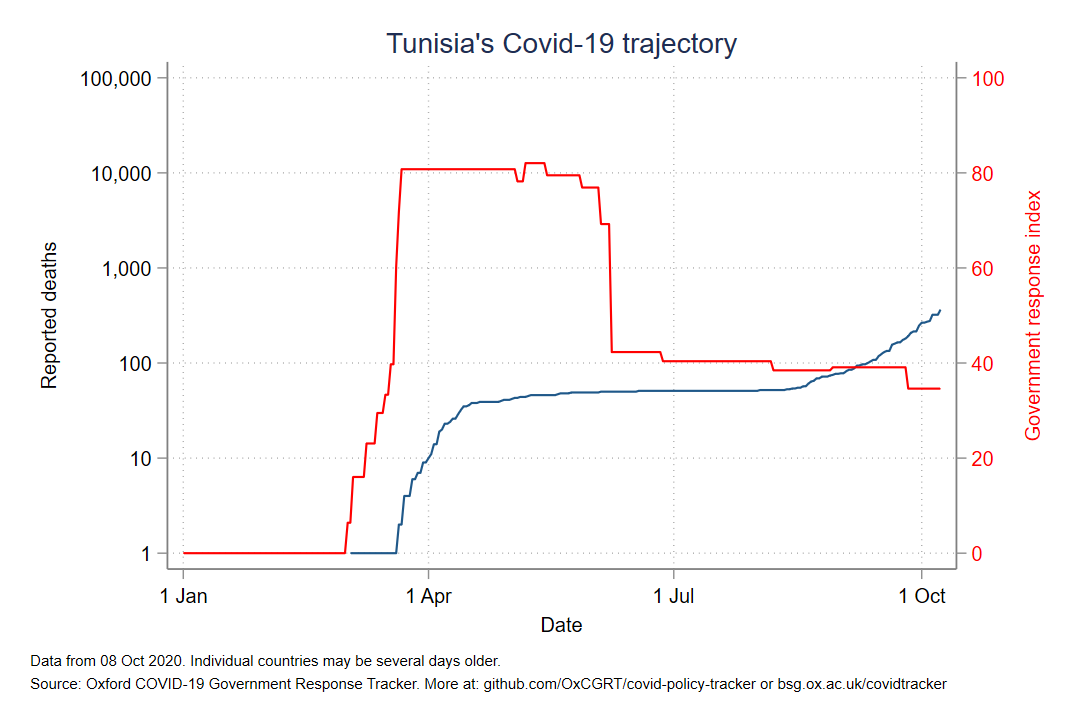 Tunisia's Covid-19 trajectory
100,000
10,000
1,000
100
10
1
Reported deaths
100
80
60
40
20
0
Government response index
1 Jan
1 Apr
1 Jul
1 Oct
Date
Data from 08 Oct 2020. Individual countries may be several days older.
Source: Oxford COVID-19 Government Response Tracker. More at: github.com/OxCGRT/covid-policy-tracker or bsg.ox.ac.uk/covidtracker